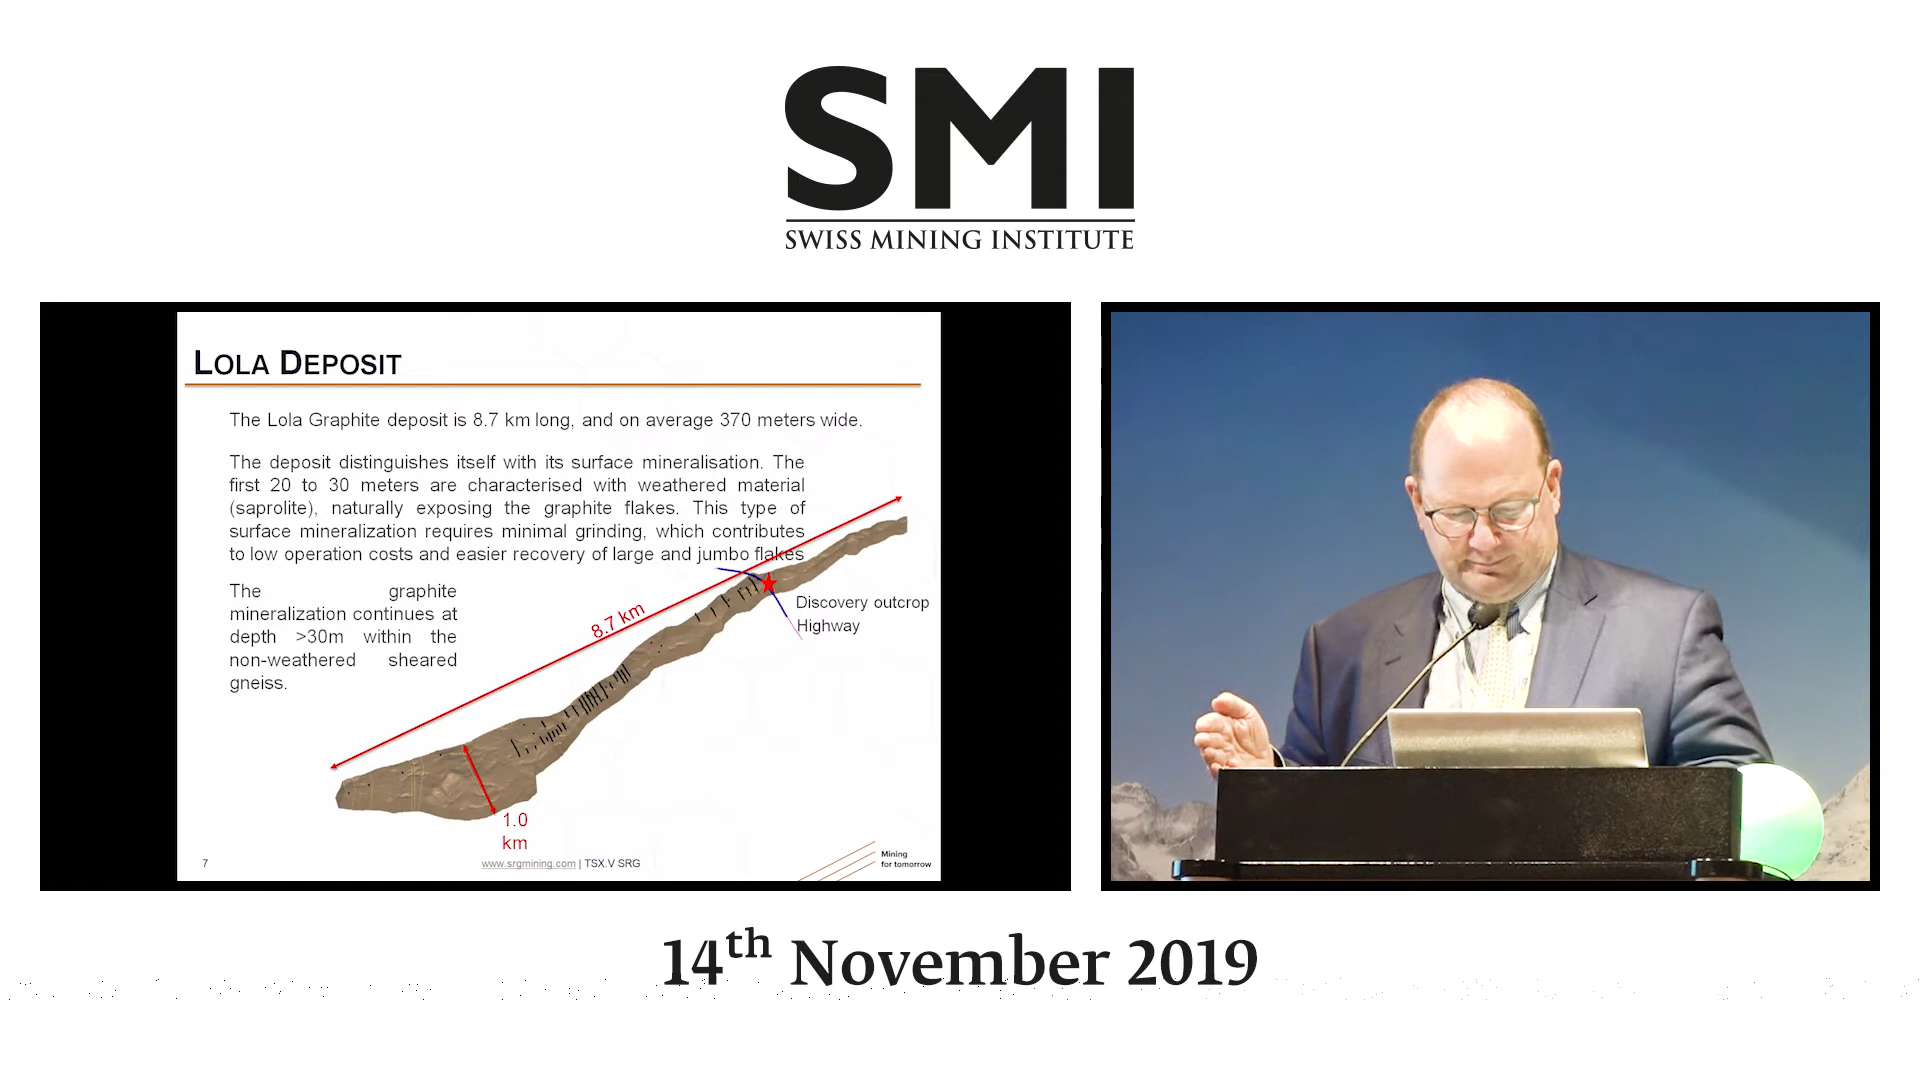 SMI
SWISS MINING INSTITUTE
LOLA DEPOSIT
The Lola Graphite deposit is 8.7 km long, and on average 370 meters wide.
The deposit distinguishes itself with its surface mineralisation. The
first 20 to 30 meters are characterised with weathered material
(saprolite), naturally exposing the graphite flakes. This type of
surface mineralization requires minimal grinding, which contributes
to low operation costs and easier recovery of large and jumbo flakes
The graphite
mineralization continues at
depth >30m within the
non-weathered sheared
gneiss.
8.7 km
Discovery outcrop
Highway
1.0
km
7
www.srgmining.com | TSX.V SRG
Mining
for tomorrow
14th November 2019